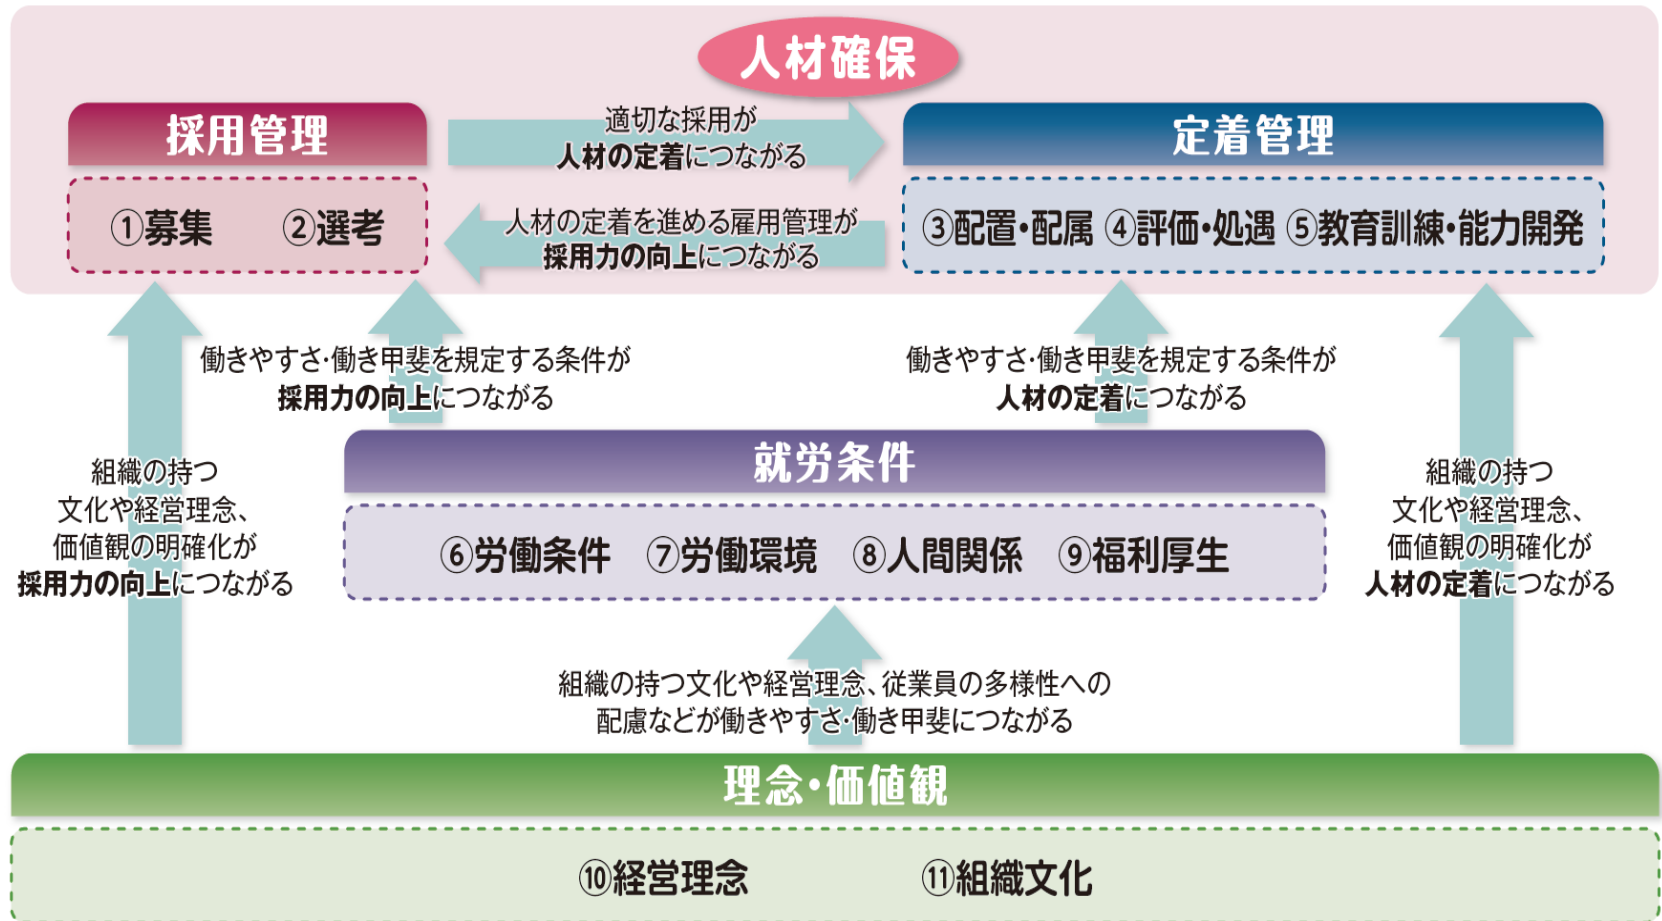 人材確保
採用管理
①募集 ②選考
適切な採用が
人材の定着につながる
人材の定着を進める雇用管理が
採用力の向上につながる
定着管理
③配置・配属 ④評価・処遇 ⑤教育訓練・能力開発
働きやすさ・働き甲斐を規定する条件が
採用力の向上につながる
働きやすさ・働き甲斐を規定する条件が
人材の定着につながる
組織の持つ
文化や経営理念、
価値観の明確化が
採用力の向上につながる
就労条件
⑥労働条件 ⑦労働環境 ⑧人間関係 ⑨福利厚生
組織の持つ
文化や経営理念、
価値観の明確化が
人材の定着につながる
組織の持つ文化や経営理念、従業員の多様性への
配慮などが働きやすさ・働き甲斐につながる
理念・価値観
⑩経営理念 ⑪組織文化